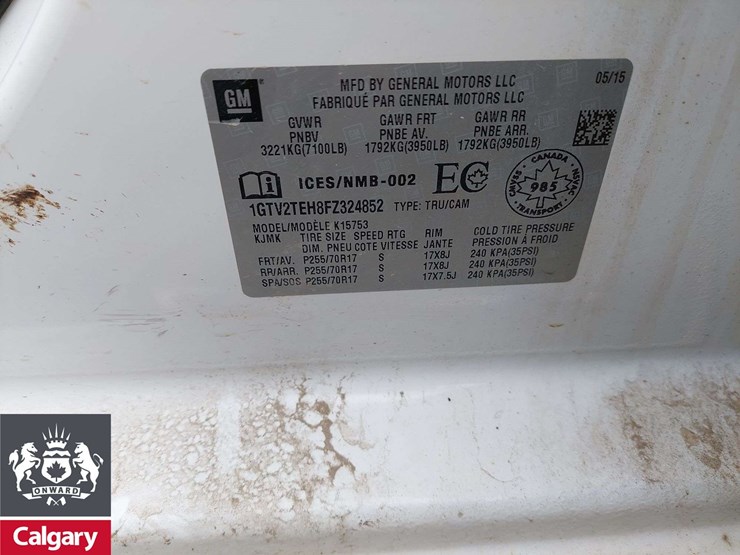 GM
MFD BY GENERAL MOTORS LLC 05/15
FABRIQUÉ PAR GENERAL MOTORS LLC
GVWR GAWR FRT GAWR RR
PNBV PNBE AV. PNBE ARR.
3221KG(7100LB) 1792KG(3950LB) 1792KG(3950LB)
i ICES/NMB-002 EC
CANADA
CMVSS 985 NSVAC
TRANSPORT
1GTV2TEH8FZ324852 TYPE: TRU/CAM
MODEL/MODÈLE K15753
KJMK TIRE SIZE SPEED RTG RIM COLD TIRE PRESSURE
DIM. PNEU COTE VITESSE JANTE PRESSION À FROID
FRT/AV. P255/70R17 S 17X8J 240 KPA(35PSI)
RR/ARR. P255/70R17 S 17X8J 240 KPA(35PSI)
SPA/SOS P255/70R17 S 17X7.5J 240 KPA(35PSI)
ONWARD
Calgary